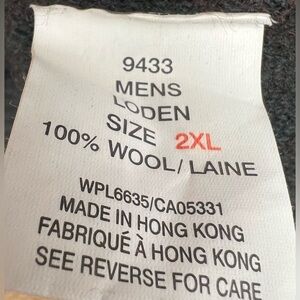 9433
MENS
LODEN
SIZE 2XL
100% WOOL/LAINE
WPL6635/CA05331
MADE IN HONG KONG
FABRIQUÉ À HONG KONG
SEE REVERSE FOR CARE